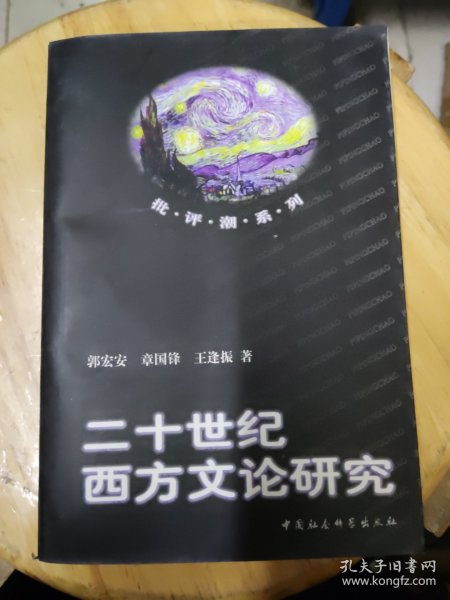 批·评·潮·系·列
PIPINGCHAO
郭宏安 章国锋 王逢振 著
二十世纪
西方文论研究
中国社会科学出版社
孔夫子旧书网
www.kongfz.com